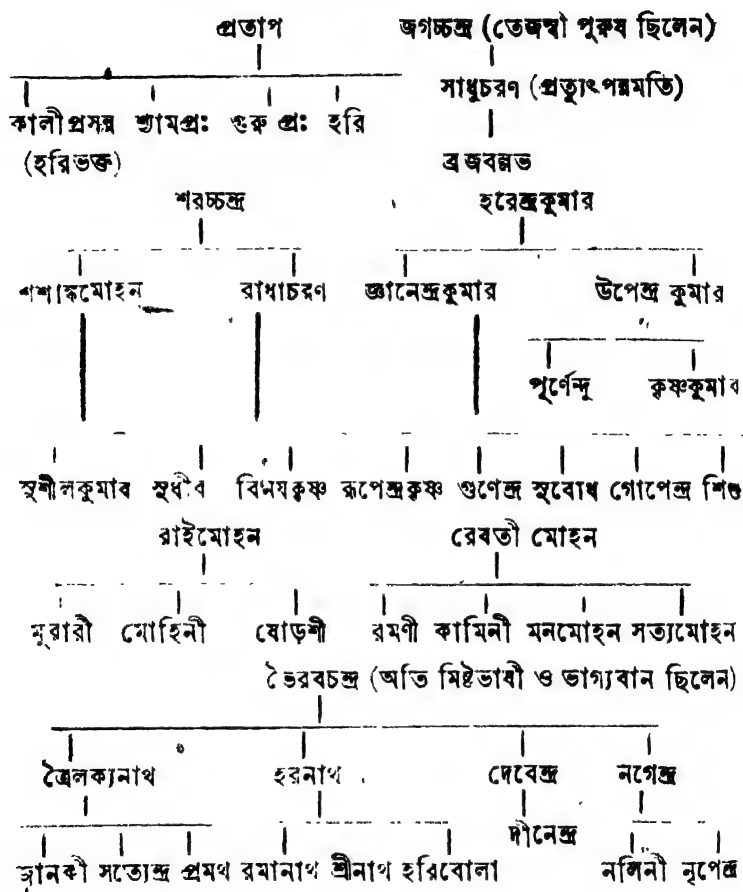 প্রতাপ জগচ্চন্দ্র (তেজস্বী পুরুষ ছিলেন)
সাধুচরণ (প্রত্যুৎপন্নমতি)
কালীপ্রসন্ন শ্যামপ্রঃ গুরু প্রঃ হরি
(হরিভক্ত) ব্রজবল্লভ
শরচ্চন্দ্র হরেন্দ্রকুমার
শশাঙ্কমোহন রাধাচরণ জ্ঞানেন্দ্রকুমার উপেন্দ্র কুমার
পূর্ণেন্দু কৃষ্ণকুমার
সুশীলকুমার সুধীর বিনয়কৃষ্ণ রূপেন্দ্রকৃষ্ণ গুণেন্দ্র সুবোধ গোপেন্দ্র শিশু
রাইমোহন রেবতী মোহন
মুরারী মোহিনী ষোড়শী রমণী কামিনী মনমোহন সত্যমোহন
ভৈরবচন্দ্র (অতি মিষ্টভাষী ও ভাগ্যবান ছিলেন)
ত্রৈলক্যনাথ হরনাথ দেবেন্দ্র নগেন্দ্র
দীনেন্দ্র
জানকী সত্যেন্দ্র প্রমথ রমানাথ শ্রীনাথ হরিবোলা নলিনী নৃপেন্দ্র